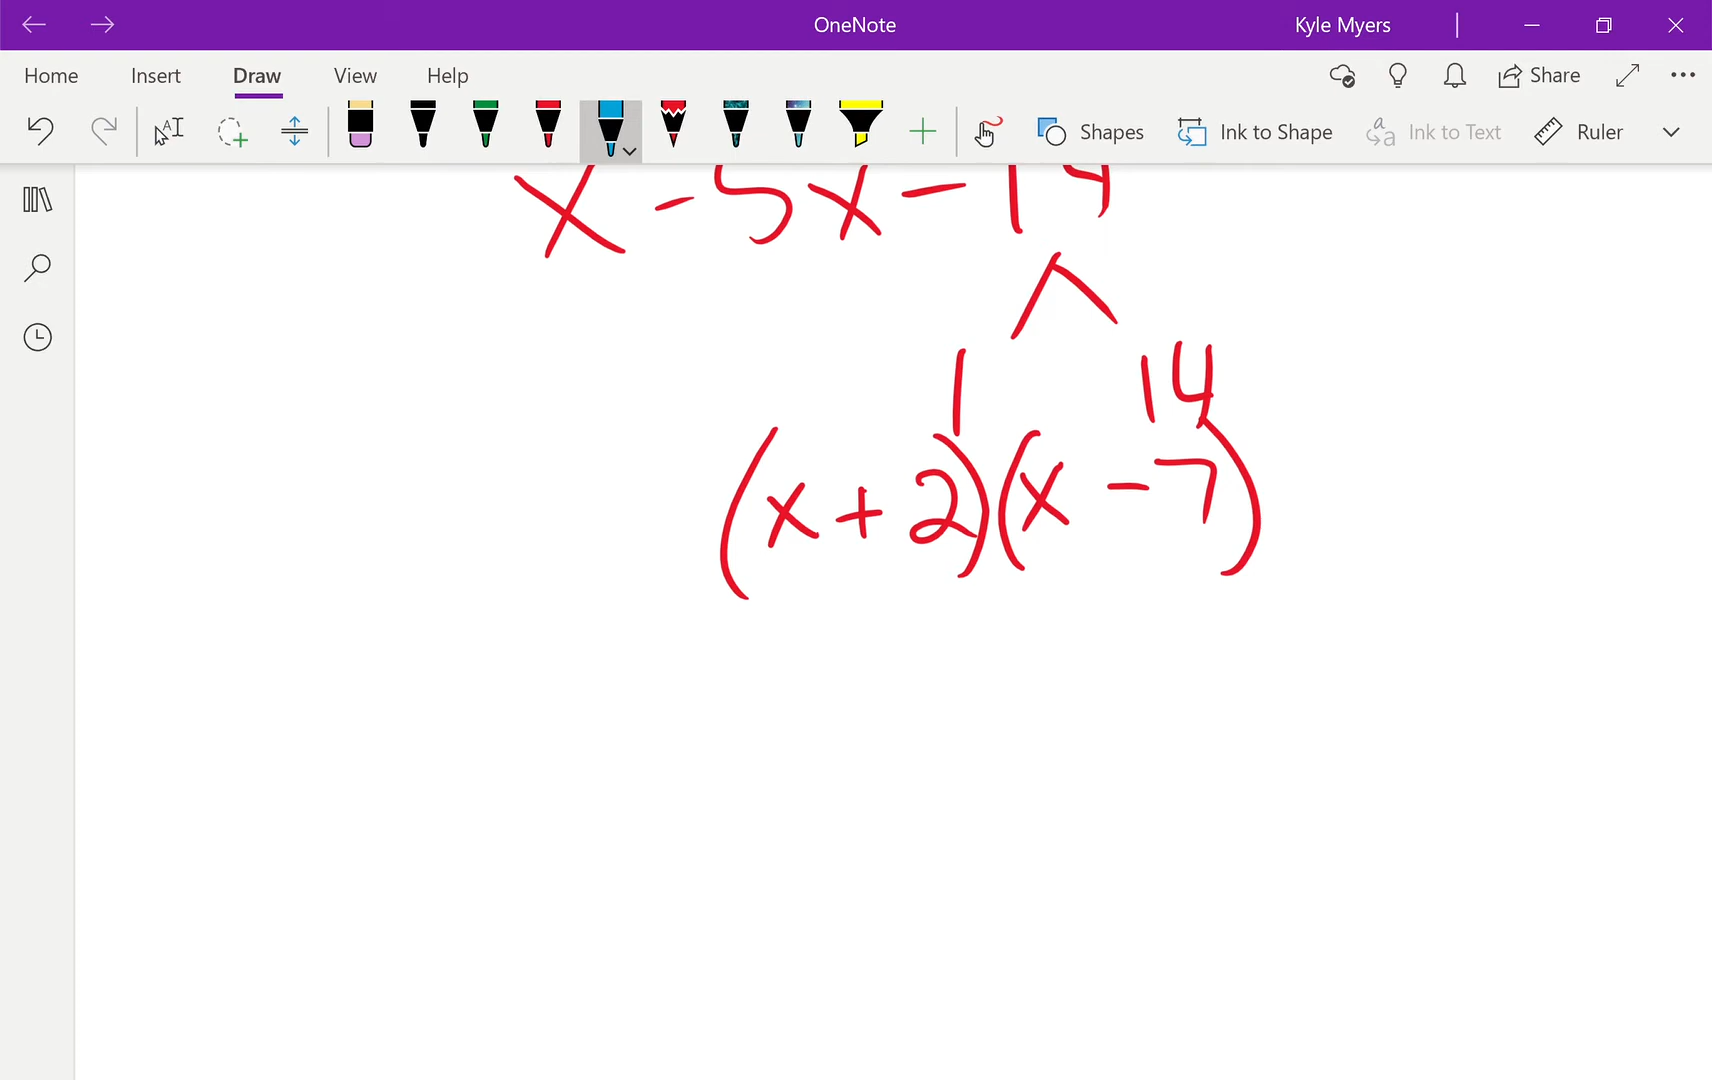 OneNote
Kyle Myers
Home Insert Draw View Help
Share
Shapes Ink to Shape Ink to Text Ruler
x - 5x - 14
1 14
(x + 2)(x - 7)